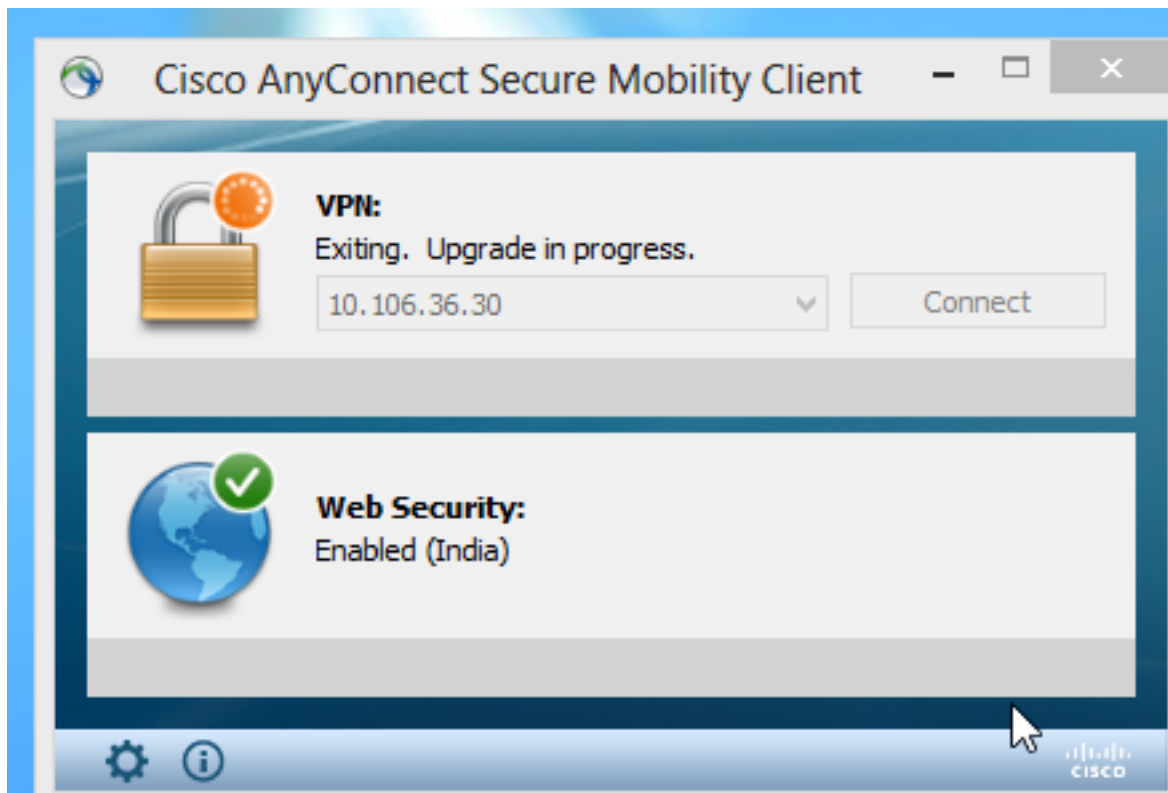 Cisco AnyConnect Secure Mobility Client
VPN:
Exiting. Upgrade in progress.
10.106.36.30
Connect
Web Security:
Enabled (India)
CISCO